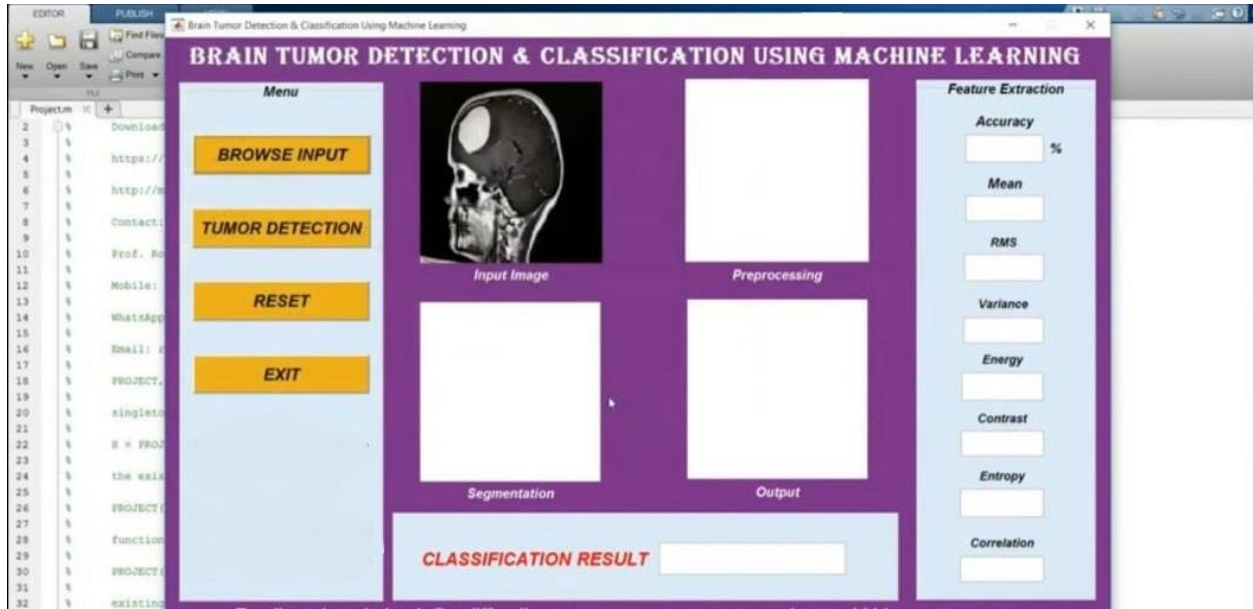 EDITOR PUBLISH
New Open Save
Find Files
Compare
Print
FILE
Project.m
2 % Download
3 %
4 % https://
5 %
6 %
7 %
8 % Contact:
9 %
10 % Prof.
11 %
12 % Mobile:
13 %
14 % WhatsApp
15 %
16 % Email:
17 %
18 % PROJECT,
19 %
20 % singleto
21 %
22 %
23 %
24 % the
25 %
26 % PROJECT(
27 %
28 % function
29 %
30 % PROJECT(
31 %
32 % existing
Brain Tumor Detection & Classification Using Machine Learning
BRAIN TUMOR DETECTION & CLASSIFICATION USING MACHINE LEARNING
Menu
BROWSE INPUT
TUMOR DETECTION
RESET
EXIT
Input Image
Preprocessing
Segmentation
Output
CLASSIFICATION RESULT
Feature Extraction
Accuracy
%
Mean
RMS
Variance
Energy
Contrast
Entropy
Correlation